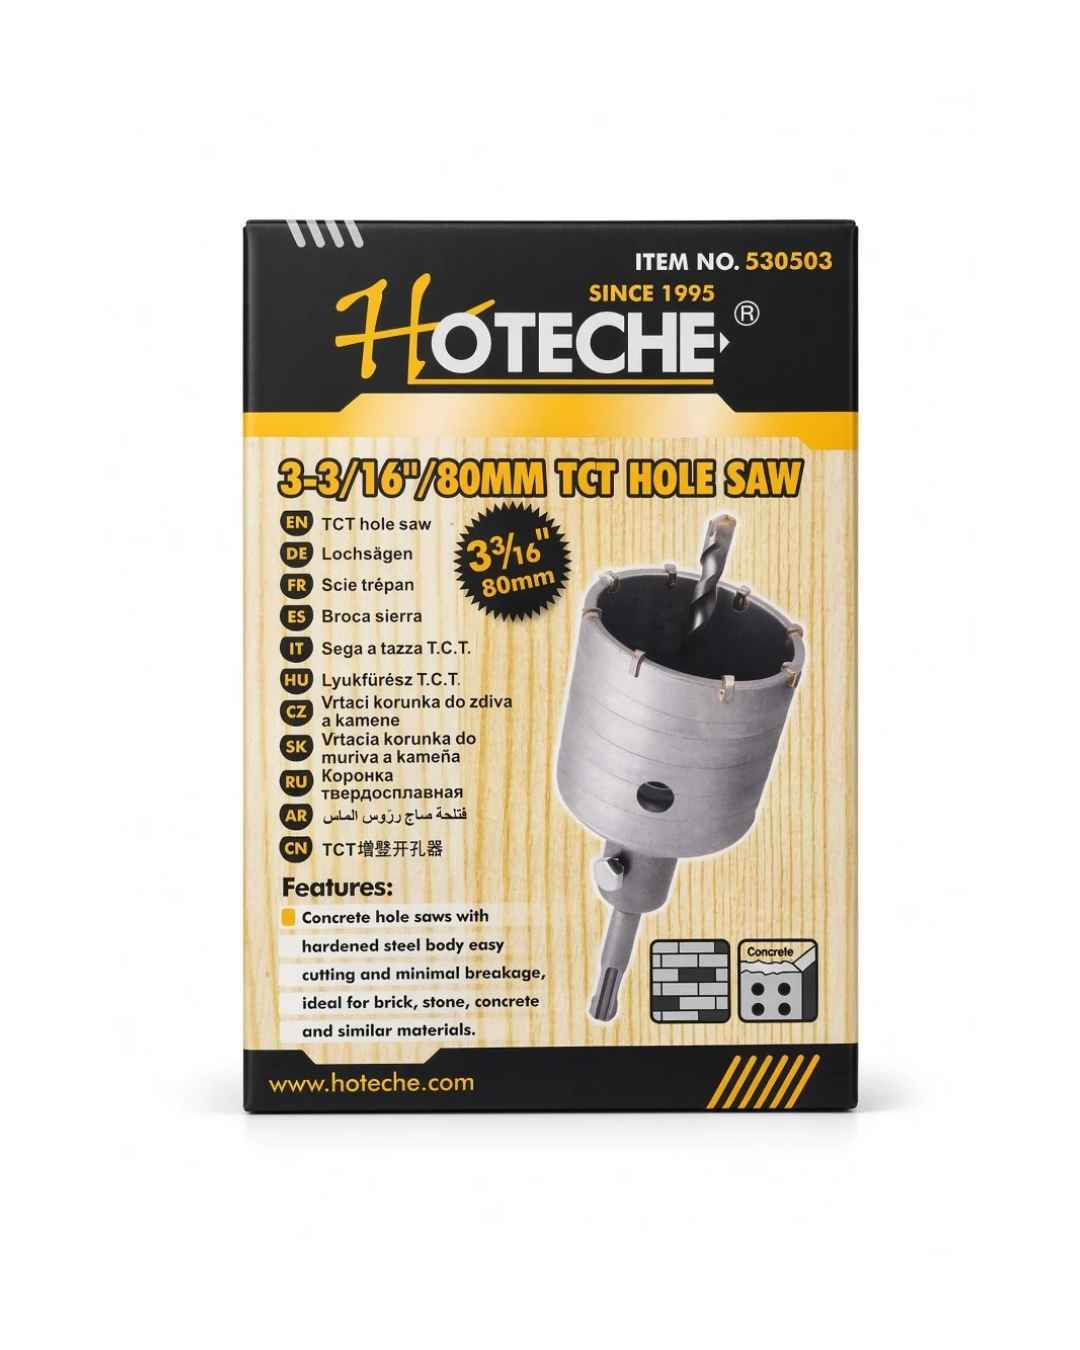 ITEM NO. 530503
SINCE 1995
HOTECHE®
3-3/16"/80MM TCT HOLE SAW
EN TCT hole saw
DE Lochsägen
FR Scie trépan
ES Broca sierra
IT Sega a tazza T.C.T.
HU Lyukfürész T.C.T.
CZ Vrtaci korunka do zdiva
a kamene
SK Vrtacia korunka do
muriva a kameňa
RU Коронка
твердосплавная
AR فتلحة صاج رؤوس الماس
CN TCT增壁开孔器
3 3/16"
80mm
Features:
Concrete hole saws with
hardened steel body easy
cutting and minimal breakage,
ideal for brick, stone, concrete
and similar materials.
Concrete
www.hoteche.com